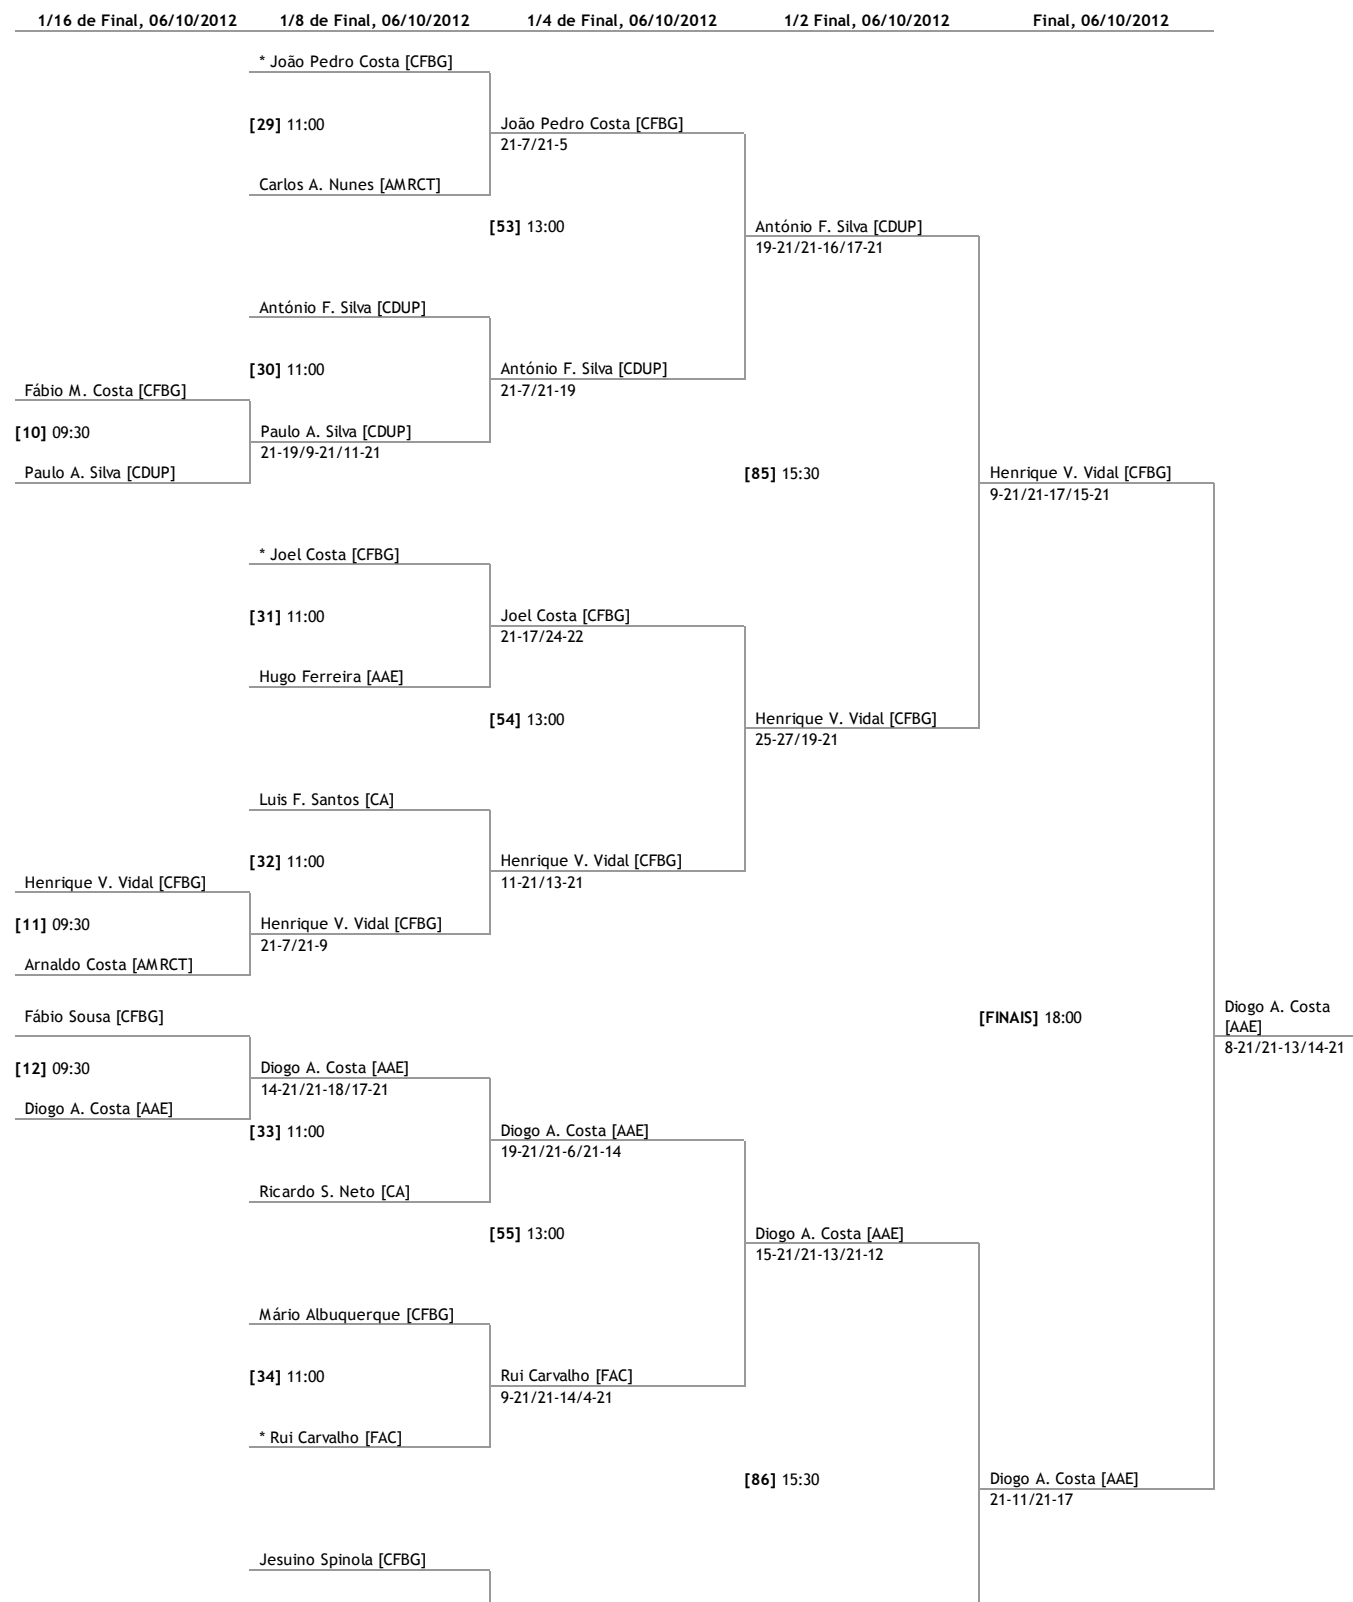 1/16 de Final, 06/10/2012 1/8 de Final, 06/10/2012 1/4 de Final, 06/10/2012 1/2 Final, 06/10/2012 Final, 06/10/2012
* João Pedro Costa [CFBG]
[29] 11:00 João Pedro Costa [CFBG]
21-7/21-5
Carlos A. Nunes [AMRCT]
[53] 13:00 António F. Silva [CDUP]
19-21/21-16/17-21
António F. Silva [CDUP]
[30] 11:00 António F. Silva [CDUP]
Fábio M. Costa [CFBG] 21-7/21-19
[10] 09:30 Paulo A. Silva [CDUP]
21-19/9-21/11-21
Paulo A. Silva [CDUP] [85] 15:30 Henrique V. Vidal [CFBG]
9-21/21-17/15-21
* Joel Costa [CFBG]
[31] 11:00 Joel Costa [CFBG]
21-17/24-22
Hugo Ferreira [AAE]
[54] 13:00 Henrique V. Vidal [CFBG]
25-27/19-21
Luis F. Santos [CA]
[32] 11:00 Henrique V. Vidal [CFBG]
Henrique V. Vidal [CFBG] 11-21/13-21
[11] 09:30 Henrique V. Vidal [CFBG]
21-7/21-9
Arnaldo Costa [AMRCT]
Fábio Sousa [CFBG] [FINAIS] 18:00 Diogo A. Costa
[AAE]
8-21/21-13/14-21
[12] 09:30 Diogo A. Costa [AAE]
14-21/21-18/17-21
Diogo A. Costa [AAE]
[33] 11:00 Diogo A. Costa [AAE]
19-21/21-6/21-14
Ricardo S. Neto [CA]
[55] 13:00 Diogo A. Costa [AAE]
15-21/21-13/21-12
Mário Albuquerque [CFBG]
[34] 11:00 Rui Carvalho [FAC]
9-21/21-14/4-21
* Rui Carvalho [FAC]
[86] 15:30 Diogo A. Costa [AAE]
21-11/21-17
Jesuino Spinola [CFBG]